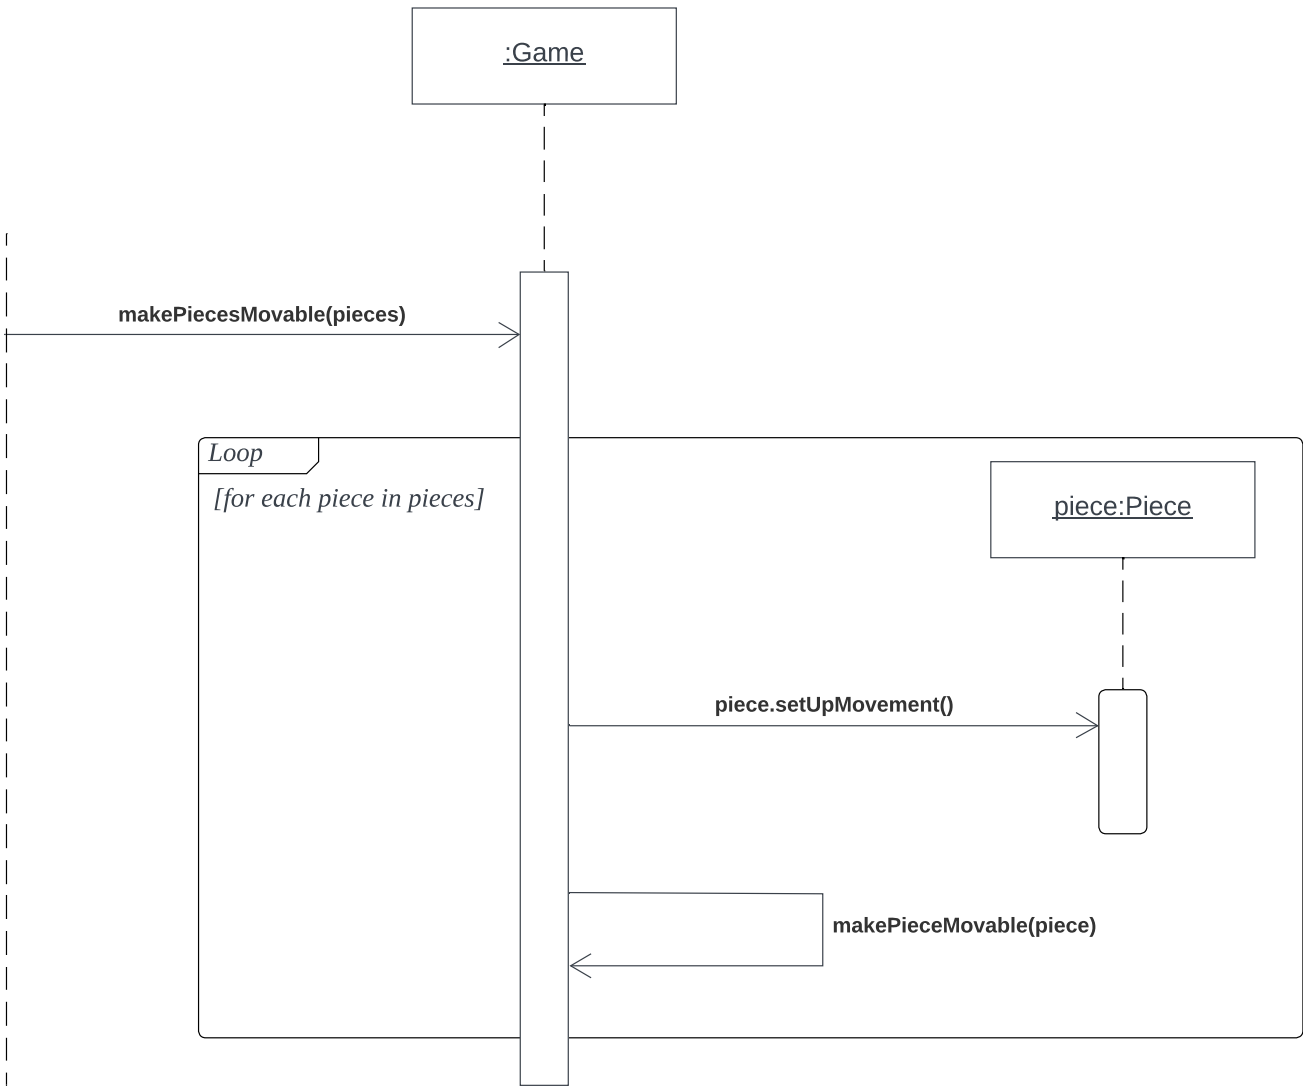 :Game
makePiecesMovable(pieces)
Loop
[for each piece in pieces]
piece:Piece
piece.setUpMovement()
makePieceMovable(piece)